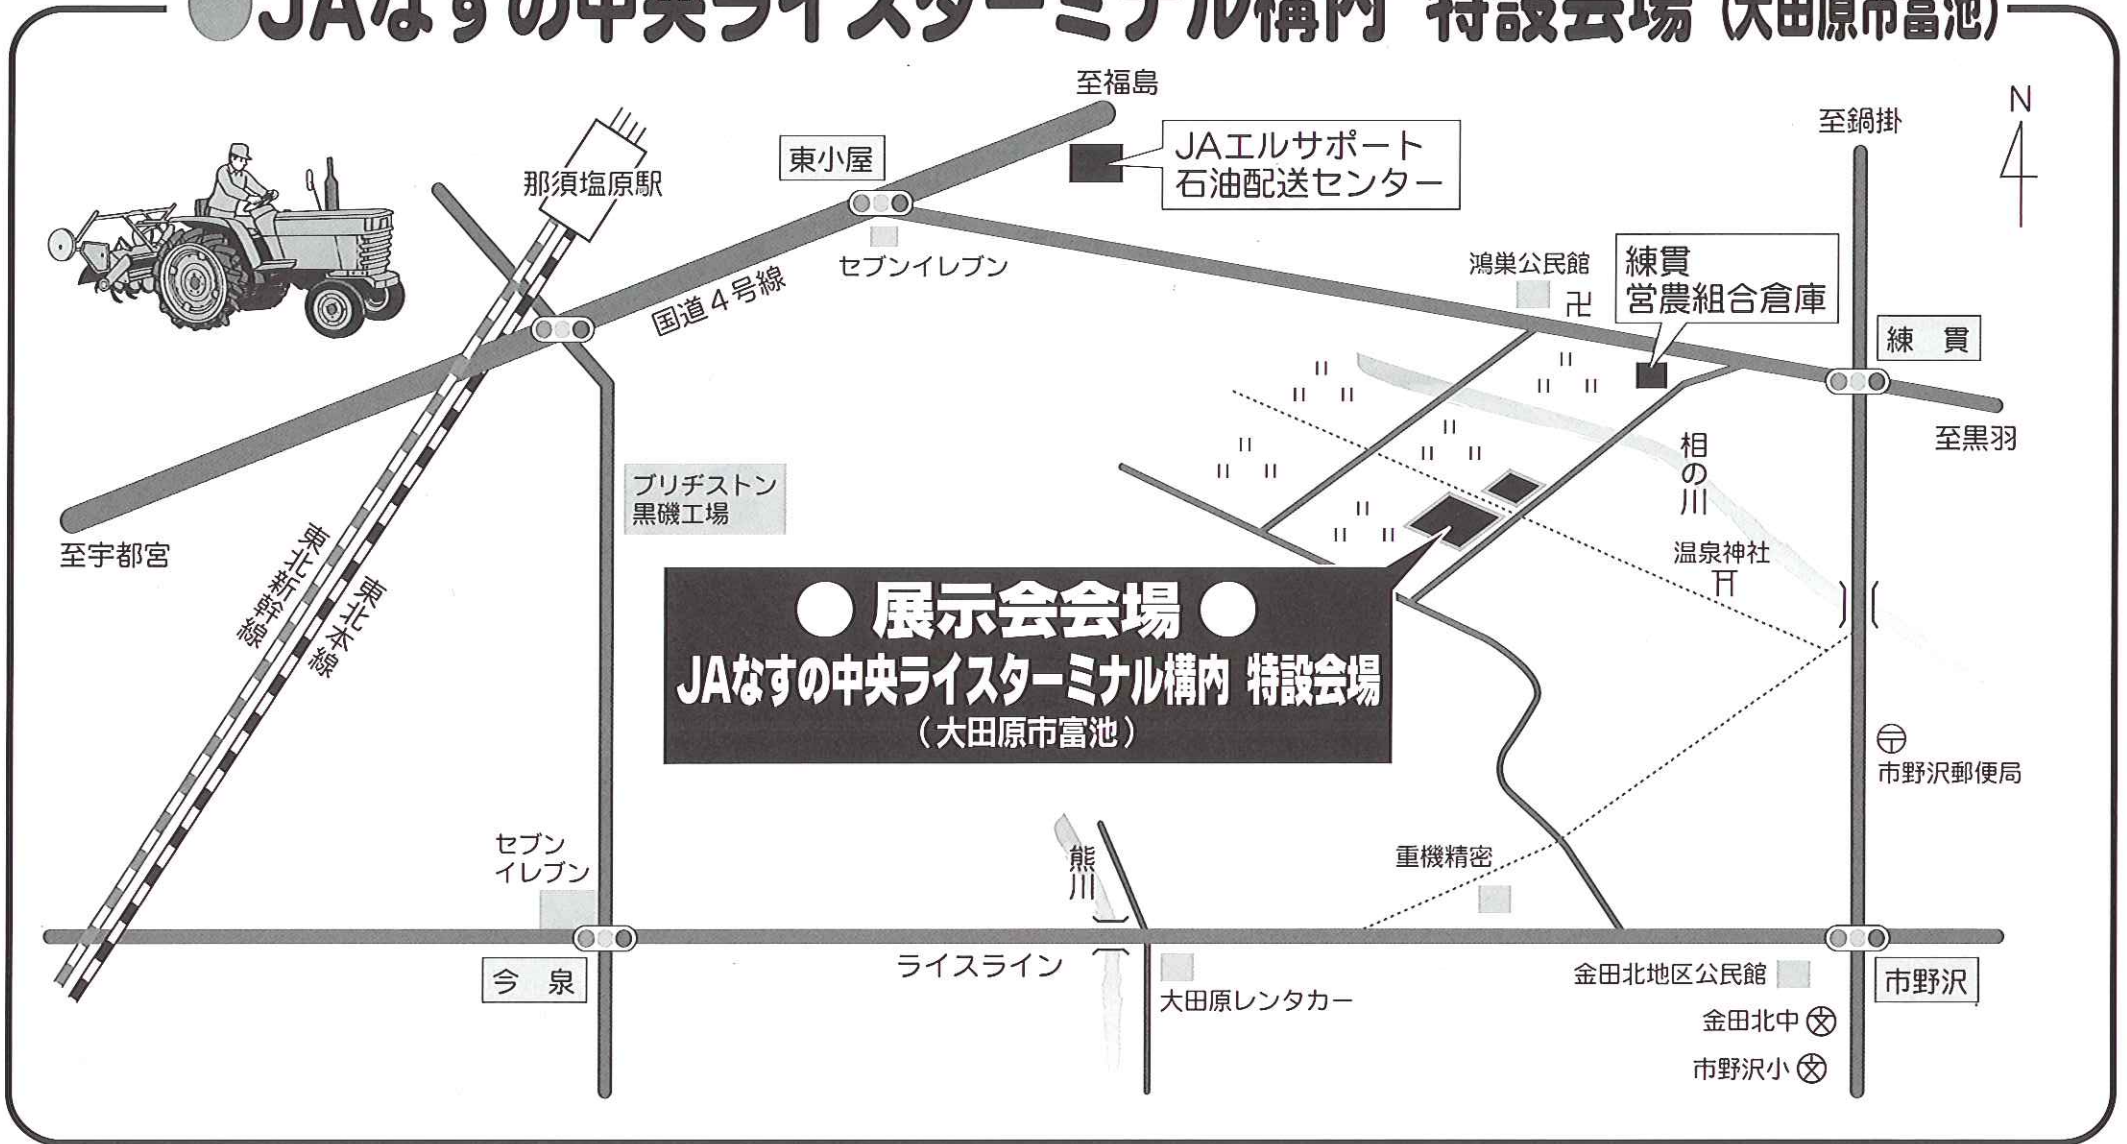 ●JAなすの中央ライスターミナル構内 特設会場(大田原市富池)
至福島
N
至鍋掛
東小屋
JAエルサポート
石油配送センター
那須塩原駅
セブンイレブン
国道4号線
鴻巣公民館
卍
練貫
営農組合倉庫
練 貫
至黒羽
相の川
ブリヂストン
黒磯工場
至宇都宮
東北新幹線
東北本線
温泉神社
●展示会会場●
JAなすの中央ライスターミナル構内 特設会場
(大田原市富池)
市野沢郵便局
セブン
イレブン
熊川
重機精密
今 泉
ライスライン
大田原レンタカー
金田北地区公民館
市野沢
金田北中 文
市野沢小 文